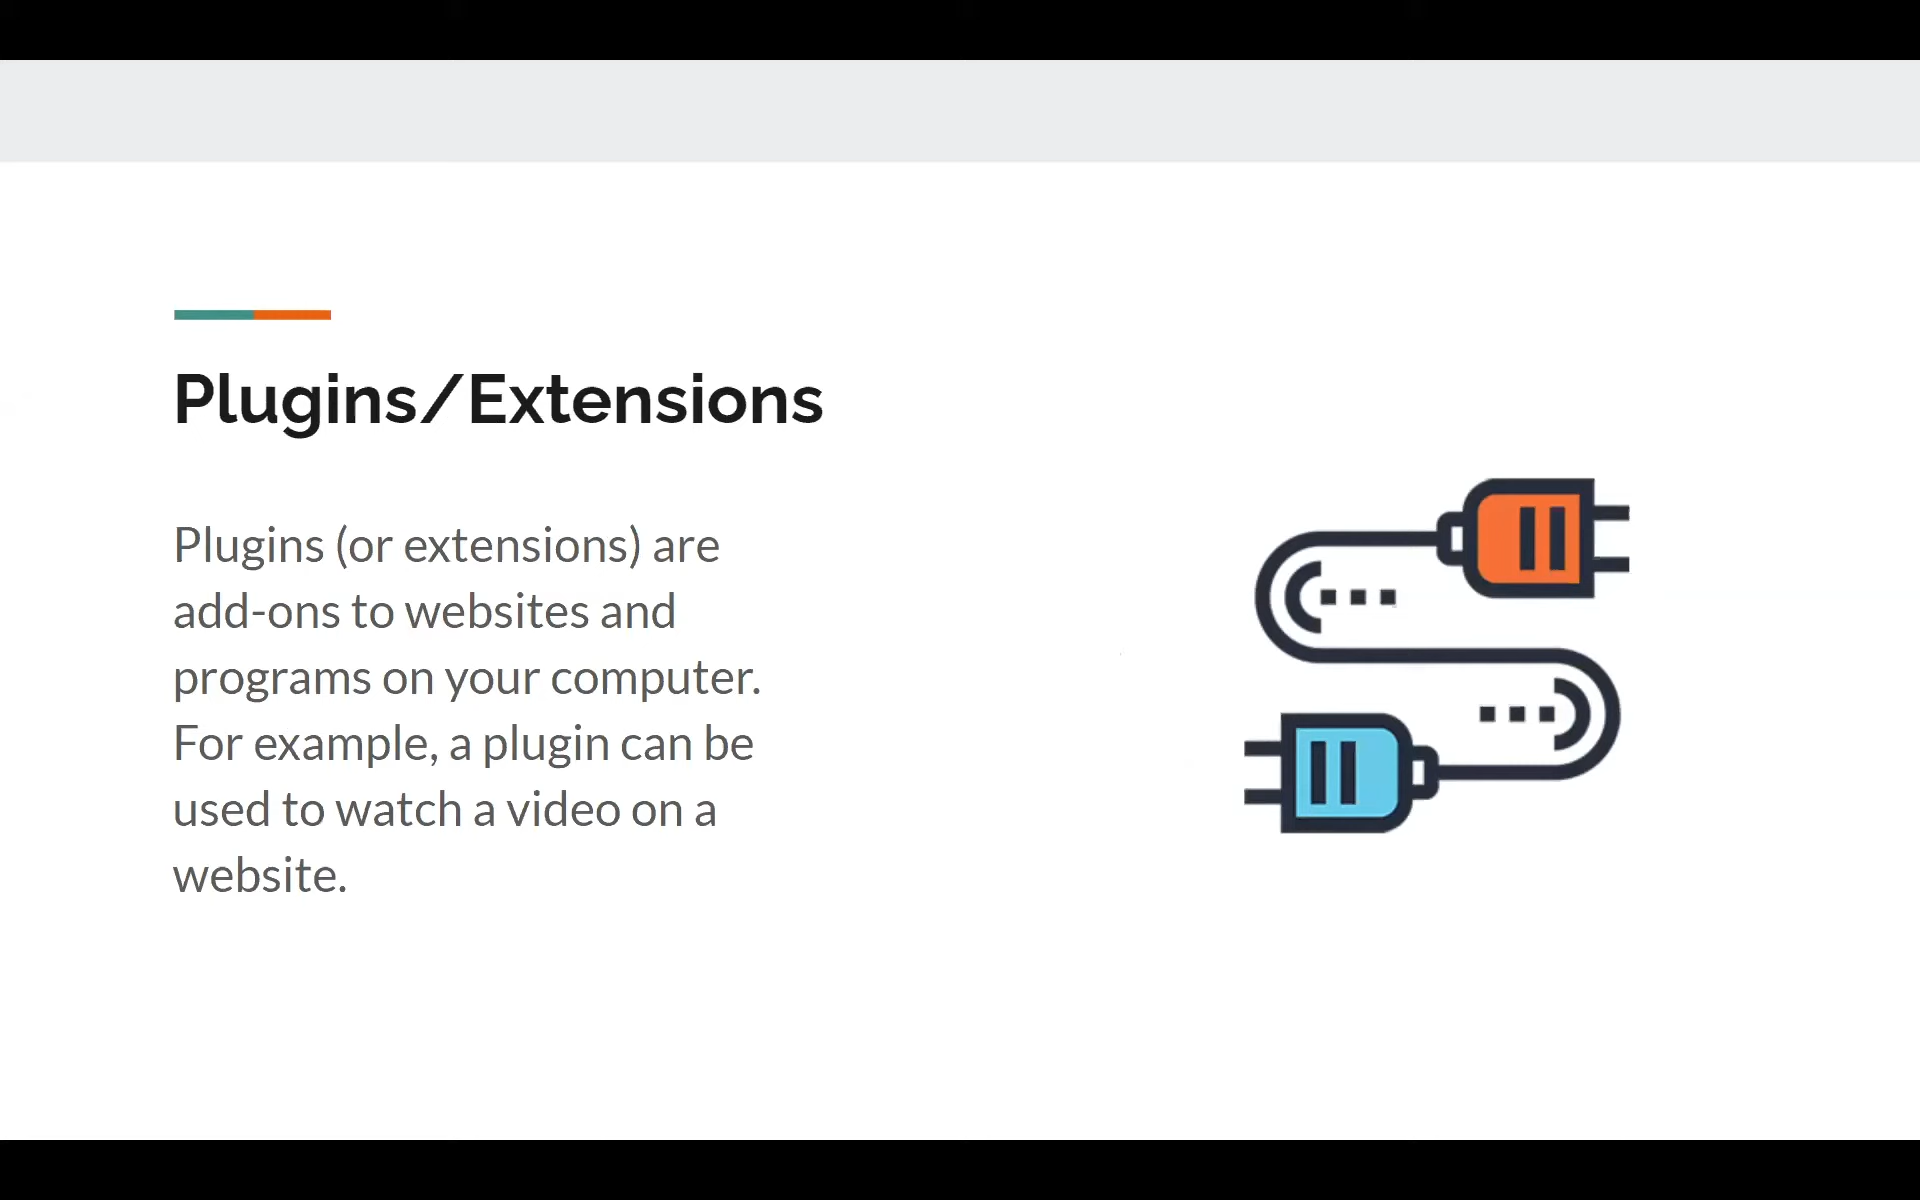 Plugins/Extensions
Plugins (or extensions) are
add-ons to websites and
programs on your computer.
For example, a plugin can be
used to watch a video on a
website.